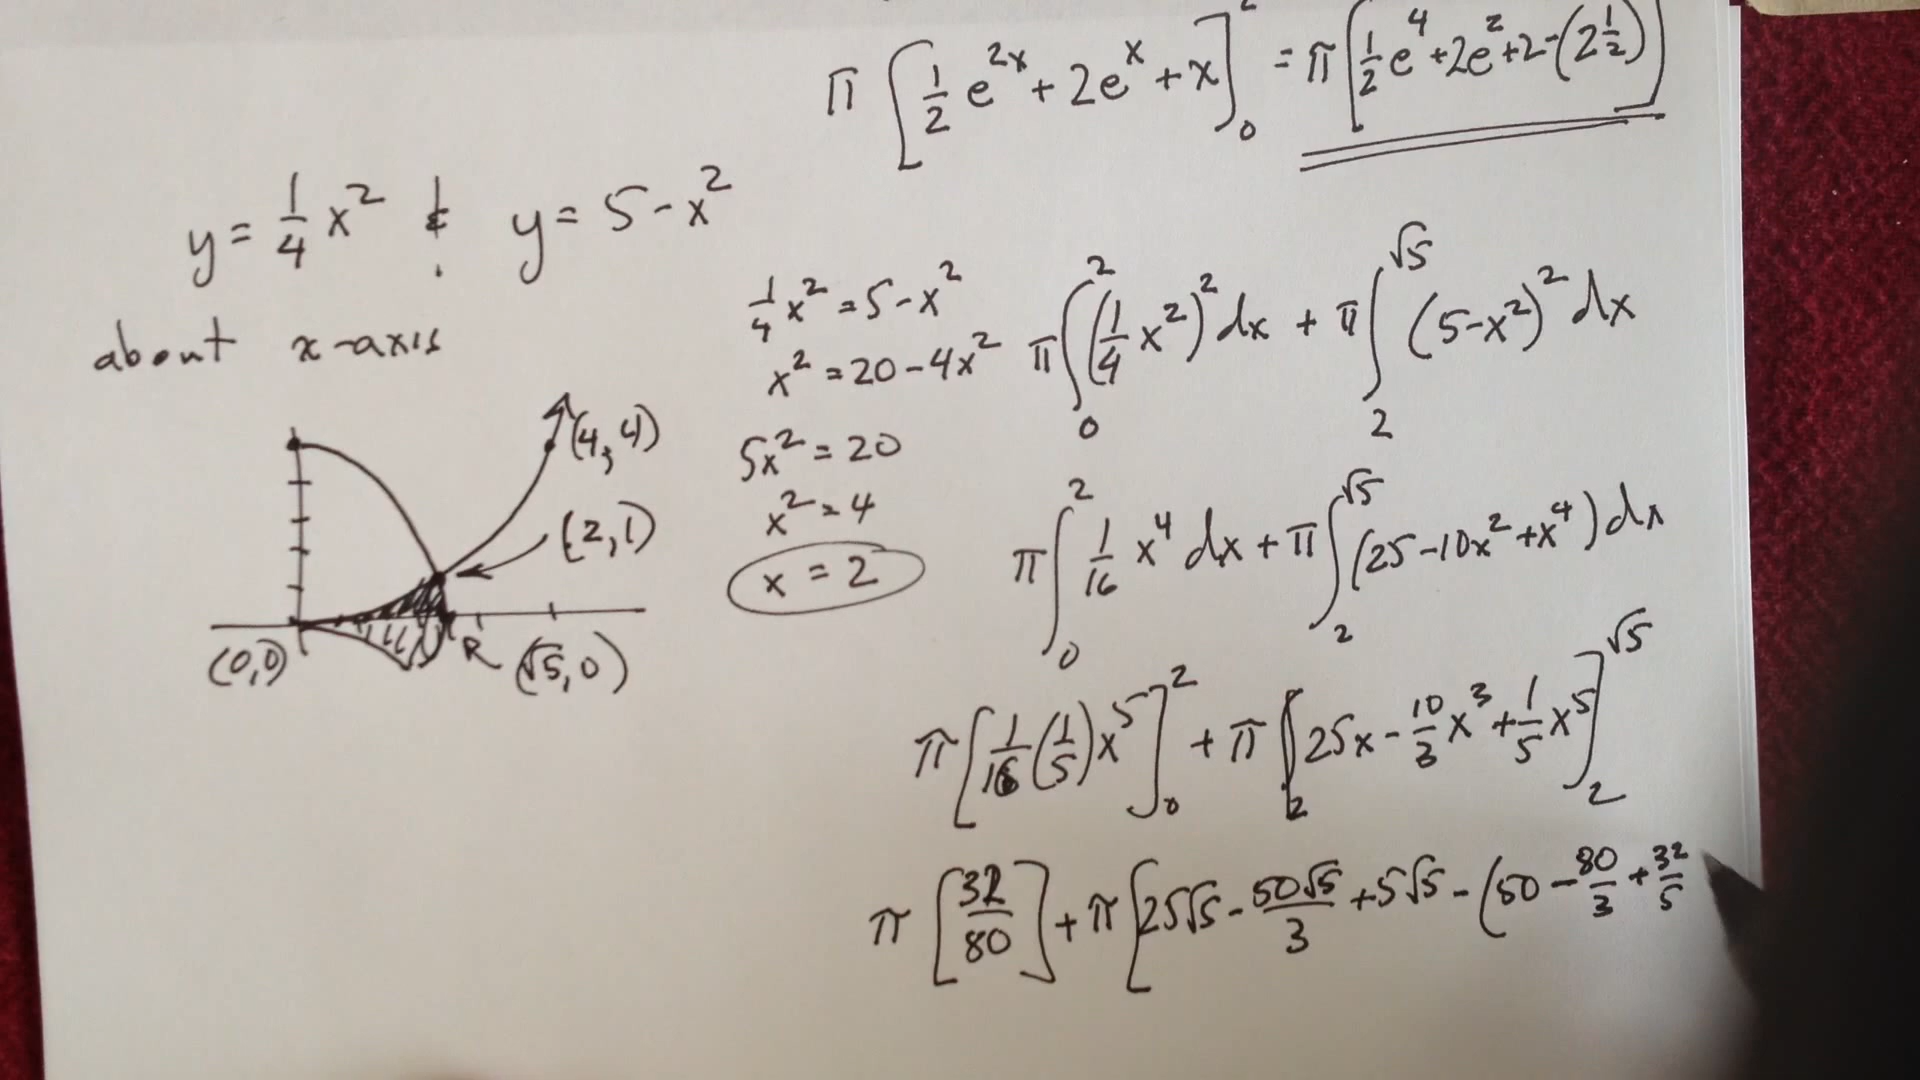 π [ 1/2 e^2x + 2e^x + x ]_0^2 = π [ 1/2 e^4 + 2e^2 + 2 - (2 1/2) ]
y = 1/4 x^2 & y = 5 - x^2
about x-axis
(4, 4)
(2, 1)
(0, 0)
R
(√5, 0)
1/4 x^2 = 5 - x^2
x^2 = 20 - 4x^2
5x^2 = 20
x^2 = 4
x = 2
π ∫_0^2 (1/4 x^2)^2 dx + π ∫_2^√5 (5 - x^2)^2 dx
π ∫_0^2 1/16 x^4 dx + π ∫_2^√5 (25 - 10x^2 + x^4) dx
π [ 1/16 (1/5) x^5 ]_0^2 + π [_2 25x - 10/3 x^3 + 1/5 x^5 ]_2^√5
π [ 32/80 ] + π [ 25√5 - 50√5/3 + 5√5 - (50 - 80/3 + 32/5